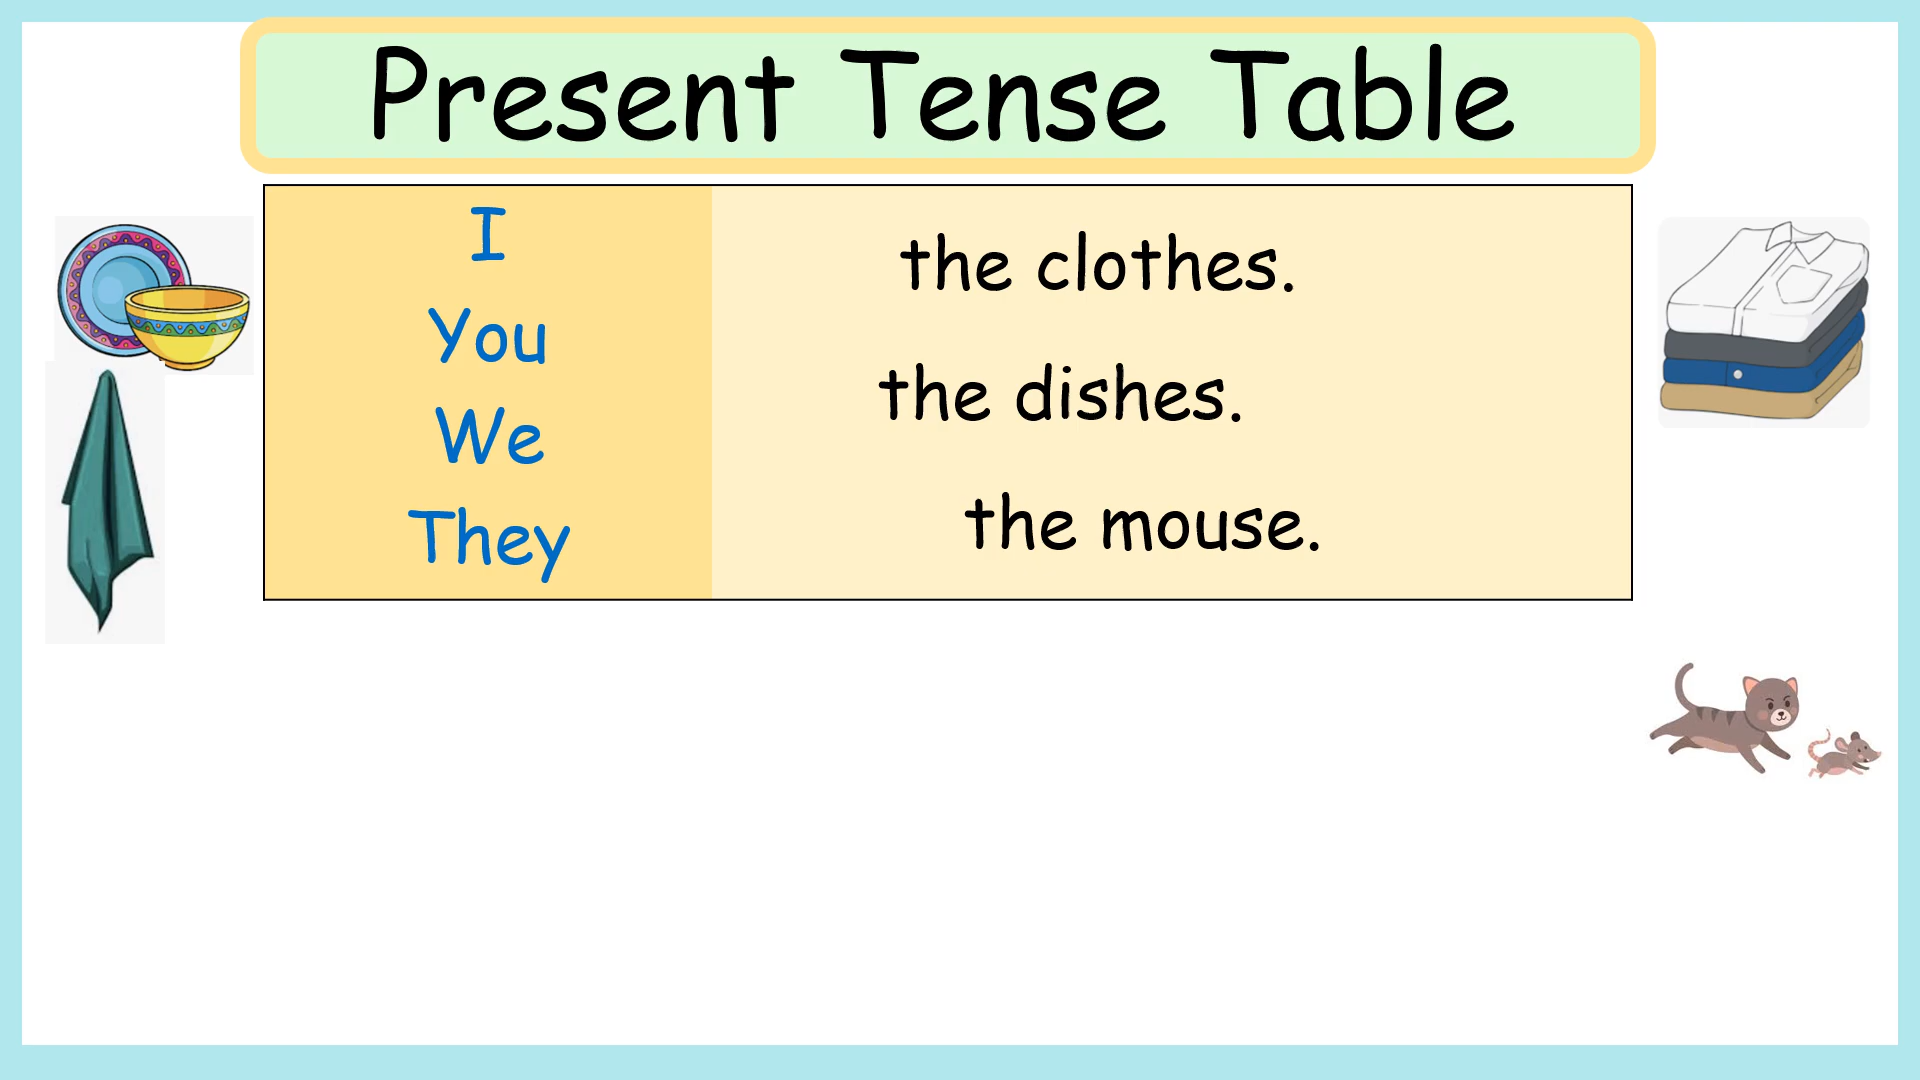 Present Tense Table
I
You
We
They
the clothes.
the dishes.
the mouse.